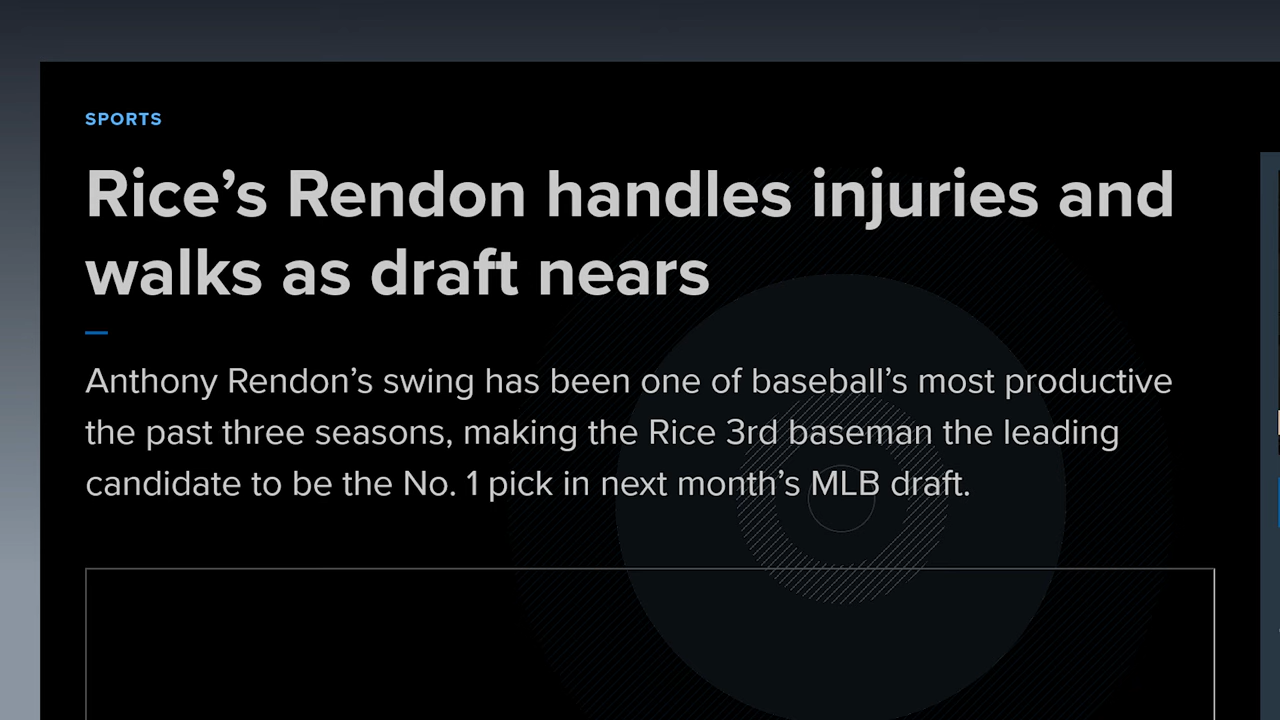 SPORTS
Rice’s Rendon handles injuries and
walks as draft nears
Anthony Rendon’s swing has been one of baseball’s most productive
the past three seasons, making the Rice 3rd baseman the leading
candidate to be the No. 1 pick in next month’s MLB draft.